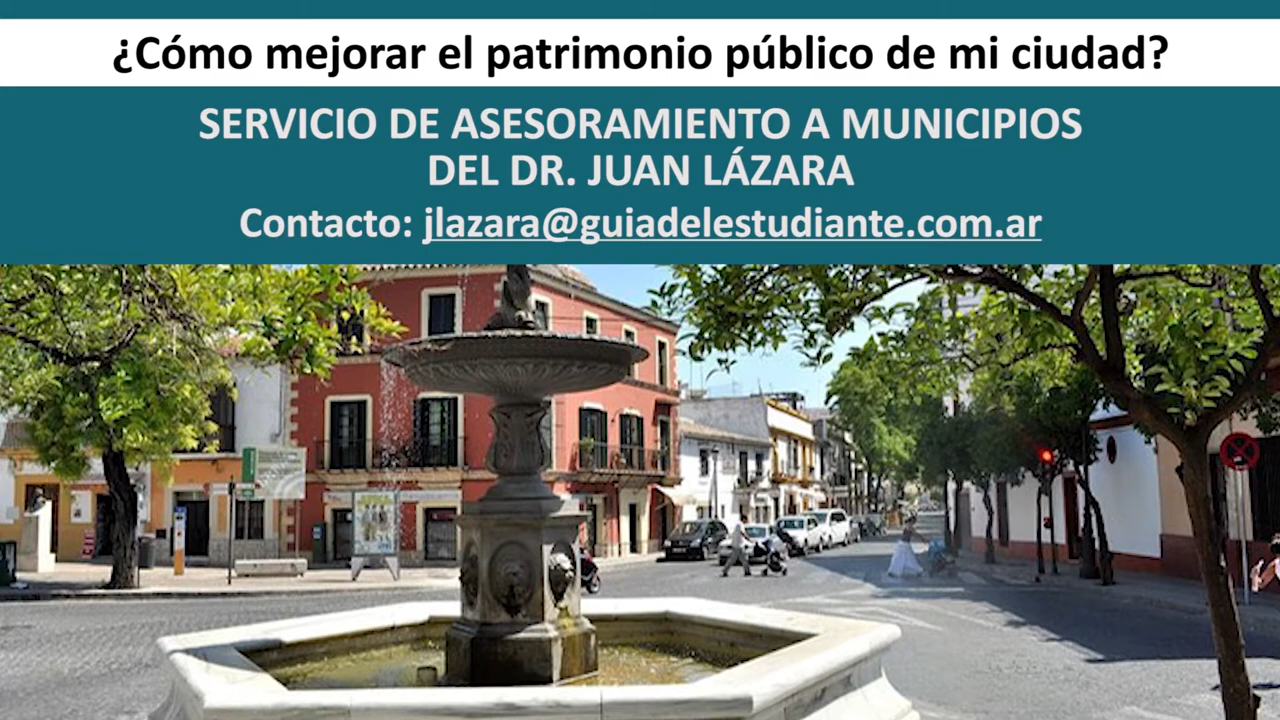 ¿Cómo mejorar el patrimonio público de mi ciudad?
SERVICIO DE ASESORAMIENTO A MUNICIPIOS
DEL DR. JUAN LÁZARA
Contacto: jlazara@guiadelestudiante.com.ar